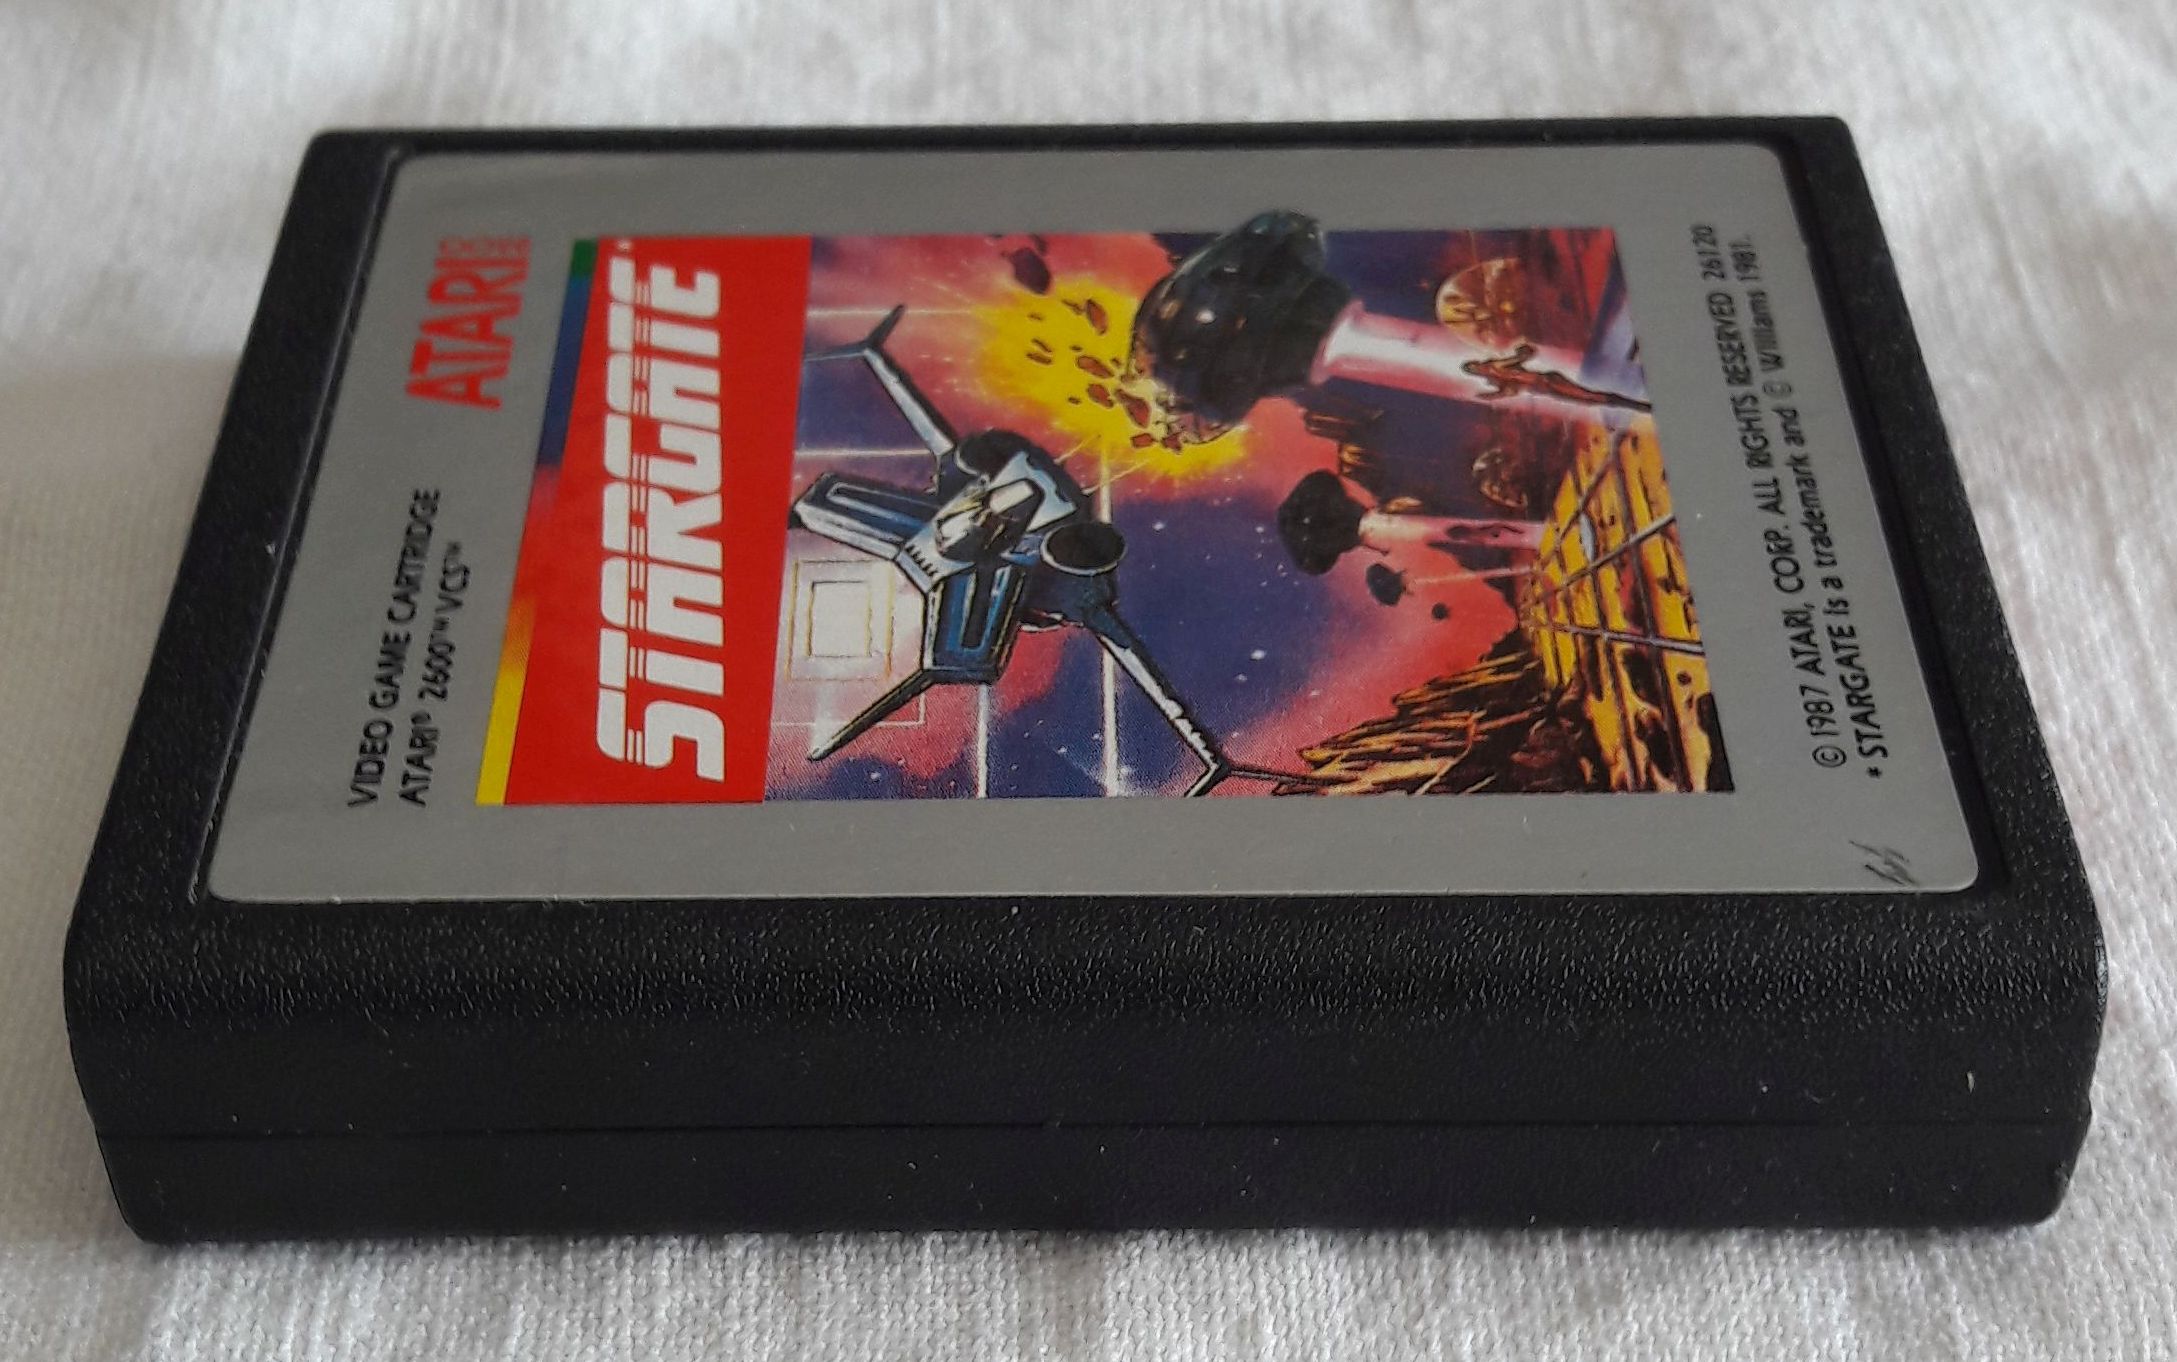 VIDEO GAME CARTRIDGE
ATARI® 2600™ VCS™
ATARI
STARGATE*
© 1987 ATARI, CORP. ALL RIGHTS RESERVED 26120
* STARGATE is a trademark and © Williams 1981.